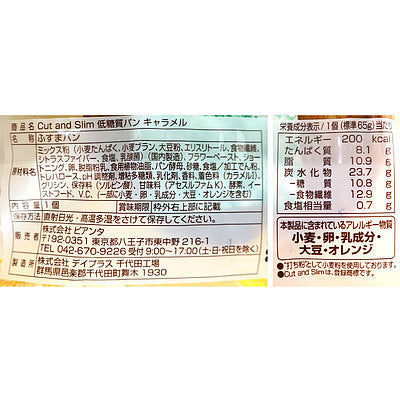 商品名 Cut and Slim 低糖質パン キャラメル
名称 ふすまパン
原材料名 ミックス粉(小麦たんぱく、小麦ブラン、大豆粉、エリスリトール、食物繊維、
シトラスファイバー、食塩、乳酸菌)(国内製造)、フラワーペースト、ショー
トニング、卵、脱脂粉乳、食用植物油脂、パン酵母、砂糖、食塩/加工でん粉、
トレハロース、pH調整剤、増粘多糖類、乳化剤、香料、着色料(カラメル)、
グリシン、保存料(ソルビン酸)、甘味料(アセスルファムK)、酵素、イー
ストフード、V.C、(一部に小麦・卵・乳成分・大豆・オレンジを含む)
内容量 1個 賞味期限 枠外右上部に記載
保存方法 直射日光・高温多湿をさけて保存してください。
販売者 株式会社 ピアンタ
〒192-0351 東京都八王子市東中野 216-1
TEL 042-670-9226 受付 9:00〜17:00(土・日・祝日を除く)
製造所 株式会社 デイプラス 千代田工場
群馬県邑楽郡千代田町舞木 1930
栄養成分表示/1個(標準65g)当たり
エネルギー 200 kcal
たんぱく質 8.1 g
脂質 10.9 g
炭水化物 23.7 g
-糖質 10.8 g
-食物繊維 12.9 g
食塩相当量 0.7 g
本製品に含まれているアレルギー物質
小麦・卵・乳成分・
大豆・オレンジ
●"打ち粉"として小麦粉を使用しております。
●Cut and Slimは、登録商標です。